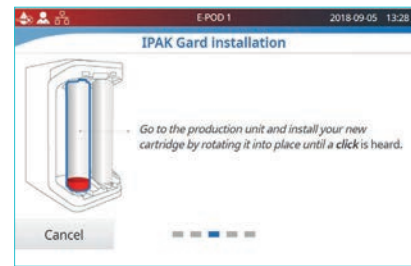 E-POD 1 2018-09-05 13:28
IPAK Gard installation
Go to the production unit and install your new
cartridge by rotating it into place until a click is heard.
Cancel